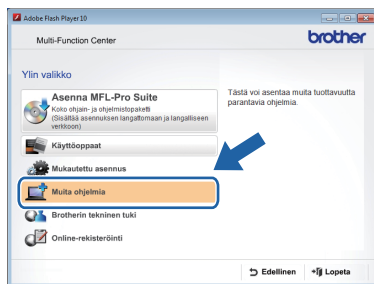 Adobe Flash Player 10
Multi-Function Center
brother
Ylin valikko
Asenna MFL-Pro Suite
Koko ohjain- ja ohjelmistopaketti
(Sisältää asennuksen langattomaan ja langalliseen
verkkoon)
Käyttöoppaat
Mukautettu asennus
Muita ohjelmia
Brotherin tekninen tuki
Online-rekisteröinti
Tästä voi asentaa muita tuottavuutta
parantavia ohjelmia.
Edellinen
Lopeta